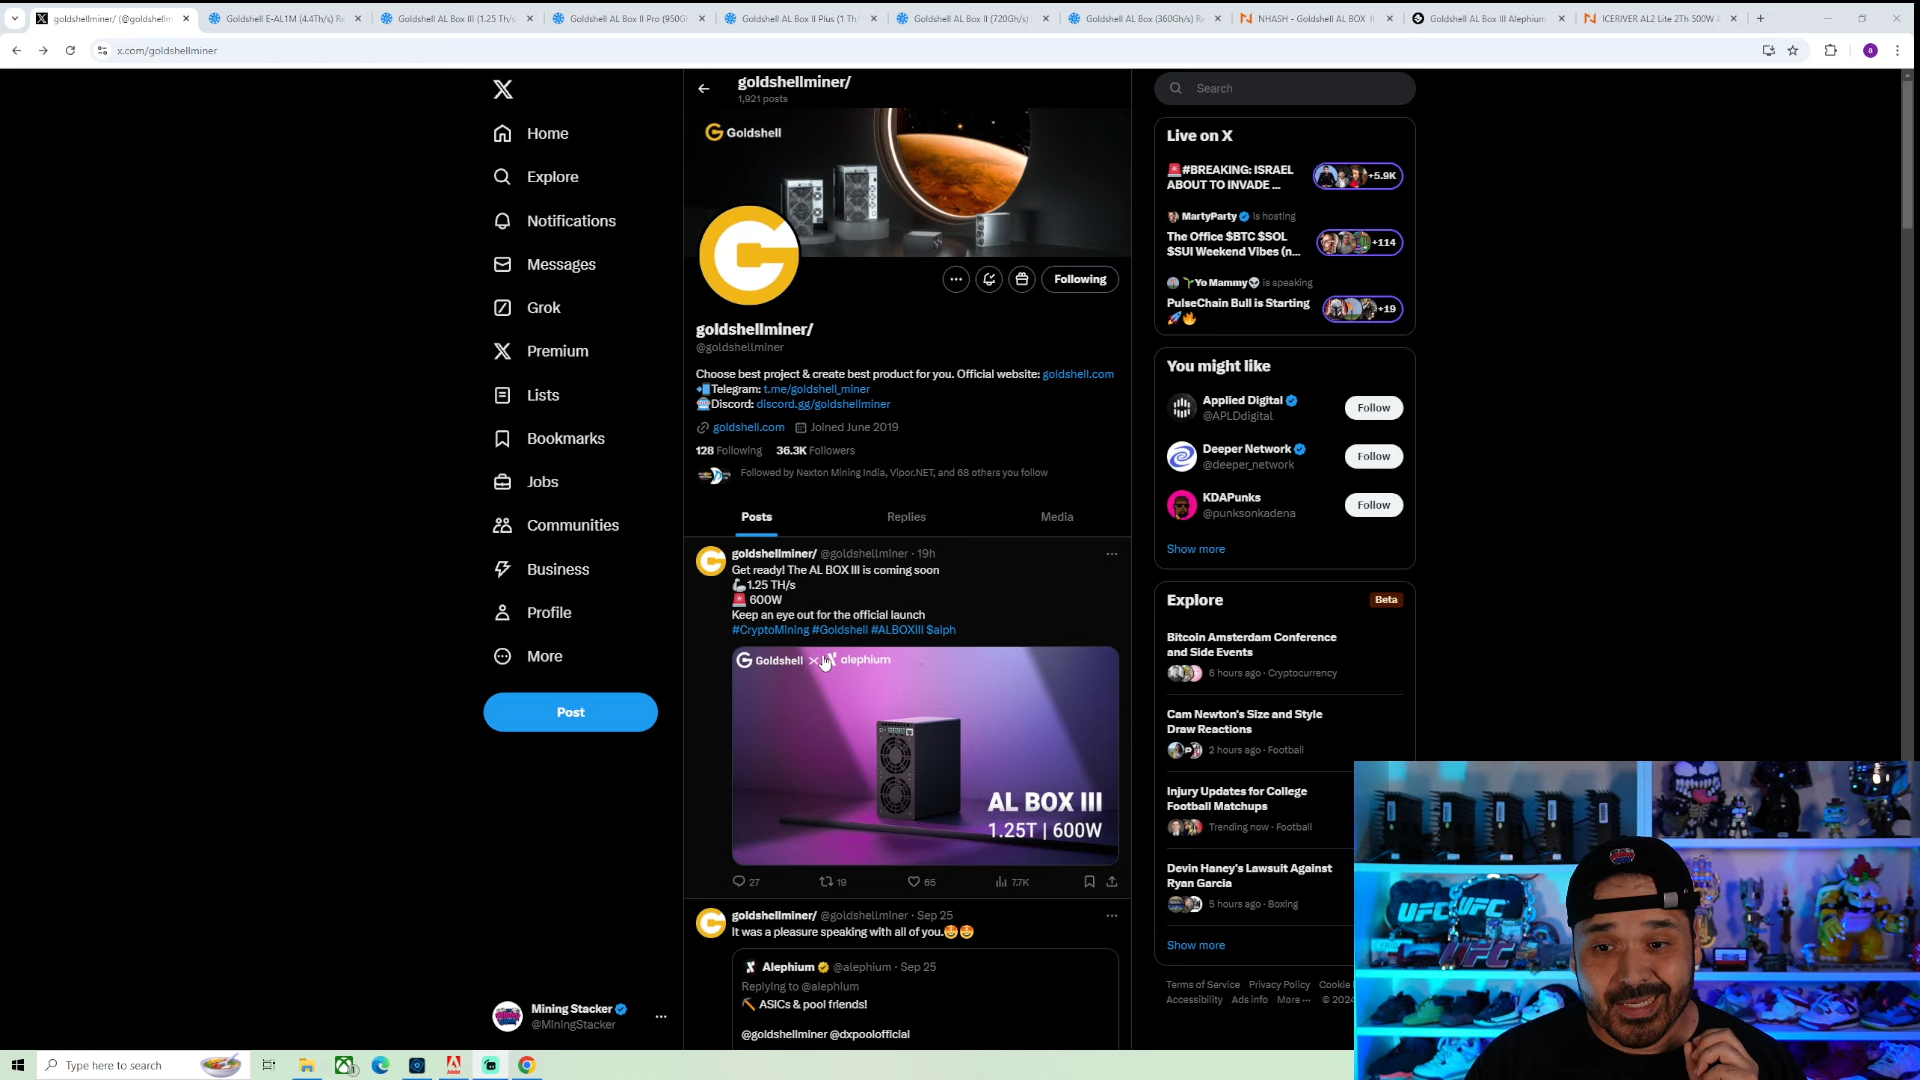 goldshellminer/ (@goldshellm
Goldshell E-AL1M (4.4Th/s) Re
Goldshell AL Box III (1.25 Th/s
Goldshell AL Box II Pro (950G
Goldshell AL Box II Plus (1 Th/
Goldshell AL Box II (720Gh/s)
Goldshell AL Box (360Gh/s) R
NHASH - Goldshell AL BOX II
Goldshell AL Box III Alephium
ICERIVER AL2 Lite 2Th 500W A
x.com/goldshellminer
a
Home
Explore
Notifications
Messages
Grok
Premium
Lists
Bookmarks
Jobs
Communities
Business
Profile
More
Post
Mining Stacker
@MiningStacker
goldshellminer/
1,921 posts
Goldshell
Following
goldshellminer/
@goldshellminer
Choose best project & create best product for you. Official website: goldshell.com
Telegram: t.me/goldshell_miner
Discord: discord.gg/goldshellminer
goldshell.com Joined June 2019
128 Following 36.3K Followers
Followed by Nexton Mining India, Vipor.NET, and 68 others you follow
Posts
Replies
Media
goldshellminer/ @goldshellminer · 19h
Get ready! The AL BOX III is coming soon
1.25 TH/s
600W
Keep an eye out for the official launch
#CryptoMining #Goldshell #ALBOXIII $alph
Goldshell alephium
AL BOX III
1.25T | 600W
27
19
65
7.7K
goldshellminer/ @goldshellminer · Sep 25
It was a pleasure speaking with all of you.
Alephium @alephium · Sep 25
Replying to @alephium
ASICs & pool friends!
@goldshellminer @dxpoolofficial
Search
Live on X
#BREAKING: ISRAEL
ABOUT TO INVADE ...
+5.9K
MartyParty is hosting
The Office $BTC $SOL
$SUI Weekend Vibes (n...
+114
Yo Mammy is speaking
PulseChain Bull is Starting
+19
You might like
Applied Digital
@APLDdigital
Follow
Deeper Network
@deeper_network
Follow
KDAPunks
@punksonkadena
Follow
Show more
Explore
Beta
Bitcoin Amsterdam Conference
and Side Events
6 hours ago · Cryptocurrency
Cam Newton's Size and Style
Draw Reactions
2 hours ago · Football
Injury Updates for College
Football Matchups
Trending now · Football
Devin Haney's Lawsuit Against
Ryan Garcia
5 hours ago · Boxing
Show more
Terms of Service Privacy Policy Cookie
Accessibility Ads info More ··· © 2024
UFC UFC
UFC
Type here to search